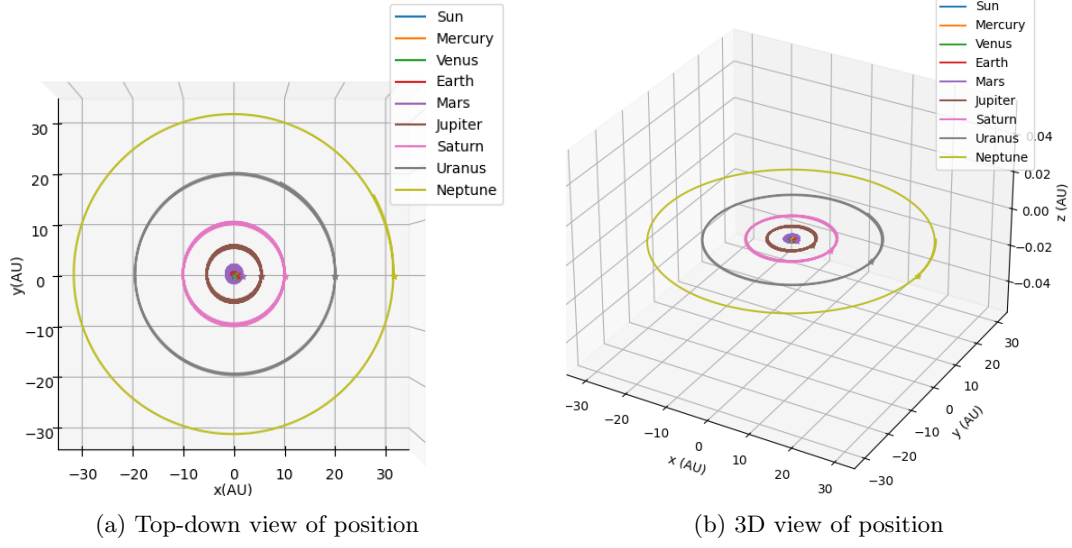 Sun
Mercury
Venus
Earth
Mars
Jupiter
Saturn
Uranus
Neptune
30
20
10
0
−10
−20
−30
y(AU)
−30 −20 −10 0 10 20 30
x(AU)
(a) Top-down view of position
Sun
Mercury
Venus
Earth
Mars
Jupiter
Saturn
Uranus
Neptune
0.04
0.02
0.00
−0.02
−0.04
z (AU)
−30 −20 −10 0 10 20 30
x (AU)
30
20
10
0
−10
−20
−30
y (AU)
(b) 3D view of position